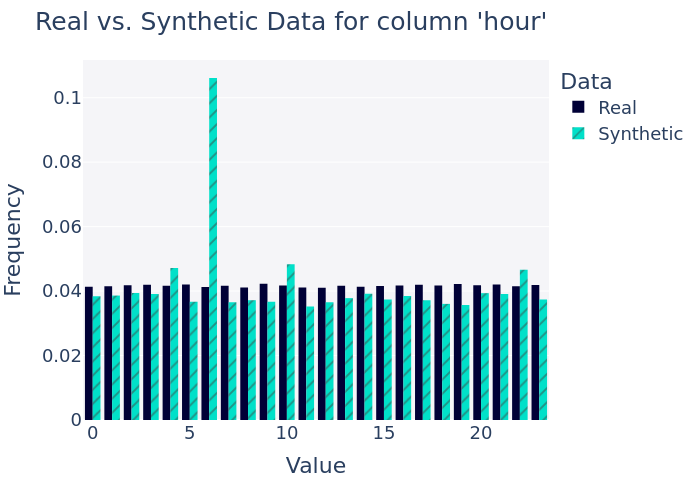 Real vs. Synthetic Data for column 'hour'
Data
Real
Synthetic
0.1
0.08
0.06
0.04
0.02
0
Frequency
0 5 10 15 20
Value